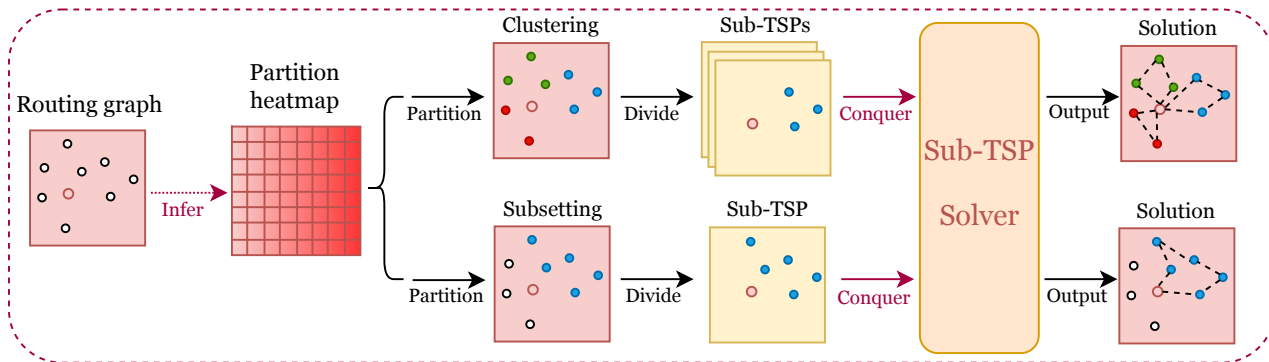 Routing graph
Infer
Partition
heatmap
Clustering
Partition
Divide
Sub-TSPs
Conquer
Subsetting
Partition
Divide
Sub-TSP
Conquer
Sub-TSP
Solver
Output
Solution
Output
Solution